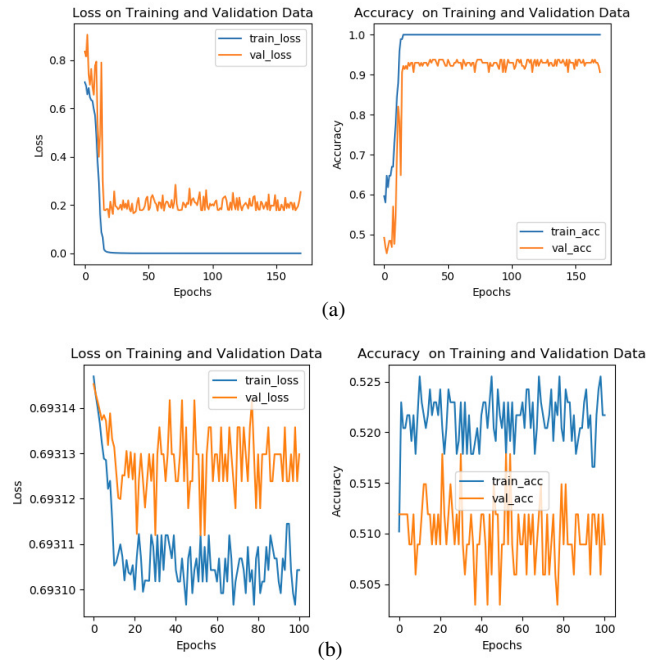 Loss on Training and Validation Data
train_loss
val_loss
0.8
0.6
0.4
0.2
0.0
Loss
0
50
100
150
Epochs
Accuracy on Training and Validation Data
1.0
0.9
0.8
0.7
0.6
0.5
Accuracy
train_acc
val_acc
0
50
100
150
Epochs
(a)
Loss on Training and Validation Data
train_loss
val_loss
0.69314
0.69313
0.69312
0.69311
0.69310
Loss
0
20
40
60
80
100
Epochs
Accuracy on Training and Validation Data
0.525
0.520
0.515
0.510
0.505
Accuracy
train_acc
val_acc
0
20
40
60
80
100
Epochs
(b)